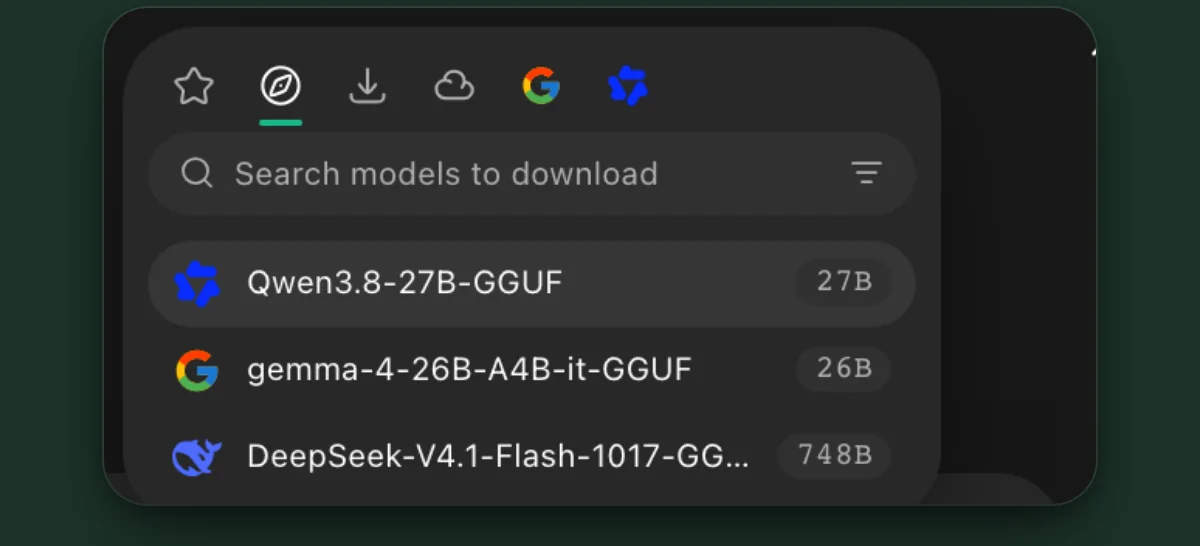 Search models to download
Qwen3.8-27B-GGUF 27B
gemma-4-26B-A4B-it-GGUF 26B
DeepSeek-V4.1-Flash-1017-GG... 748B